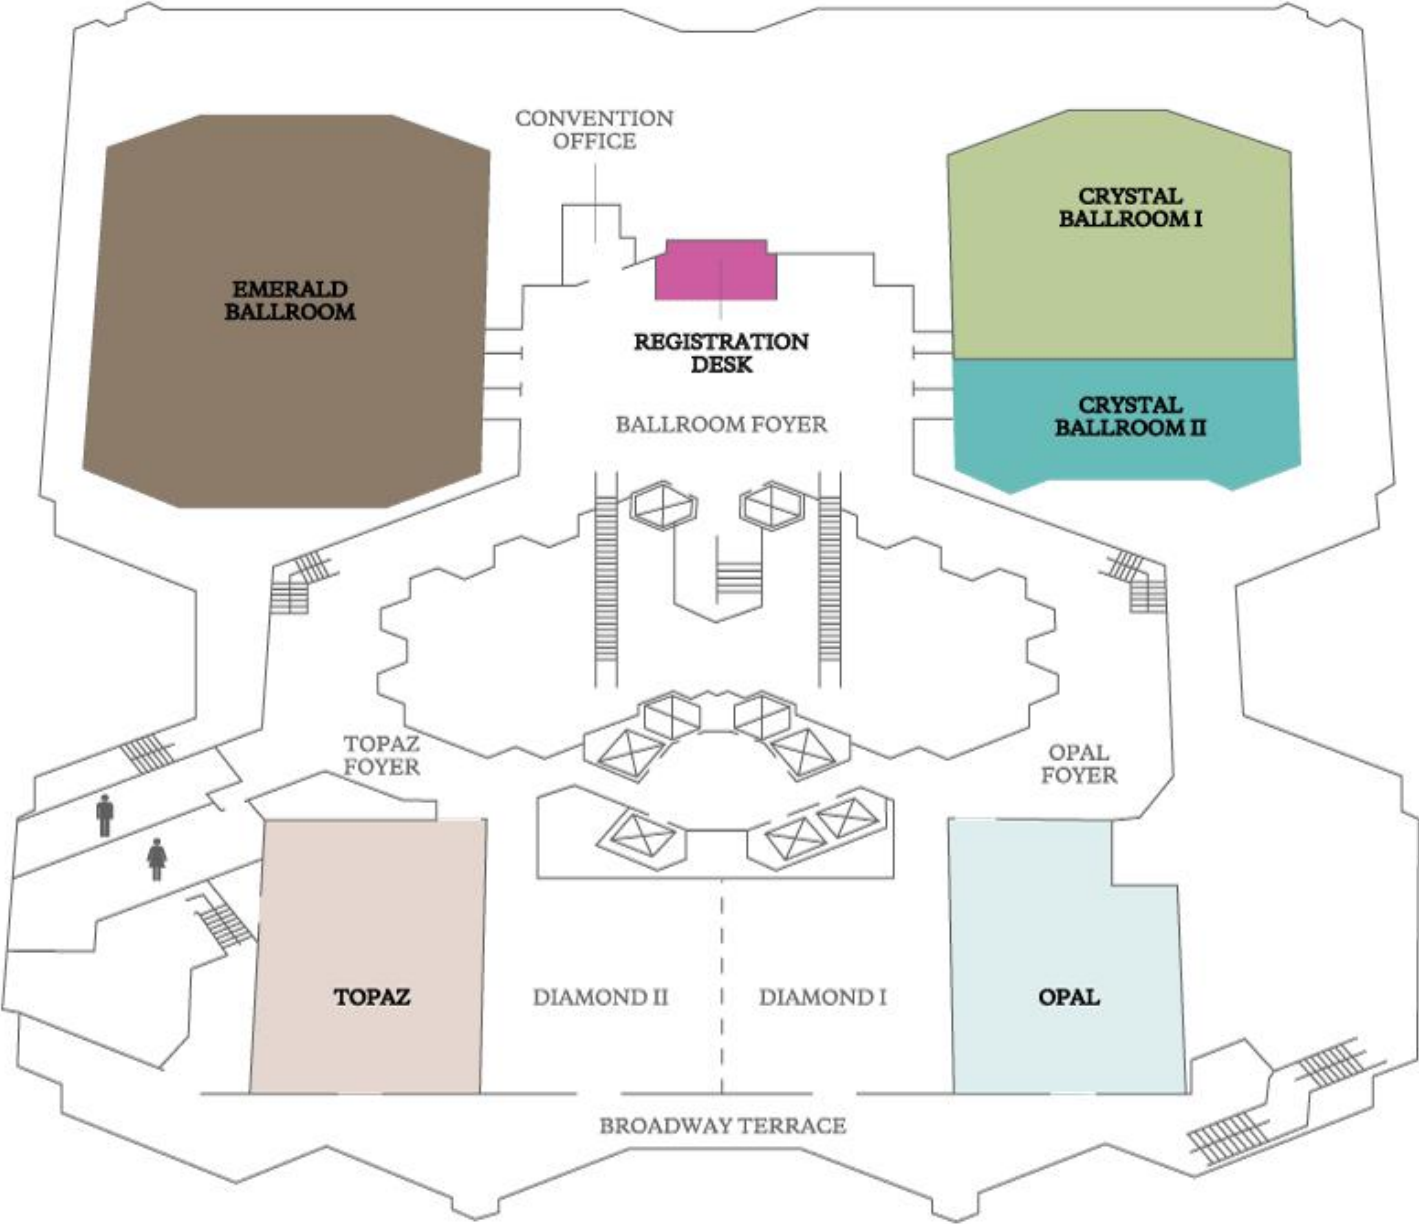 CONVENTION
OFFICE
CRYSTAL
BALLROOM I
EMERALD
BALLROOM
REGISTRATION
DESK
CRYSTAL
BALLROOM II
BALLROOM FOYER
TOPAZ
FOYER
OPAL
FOYER
TOPAZ
DIAMOND II
DIAMOND I
OPAL
BROADWAY TERRACE